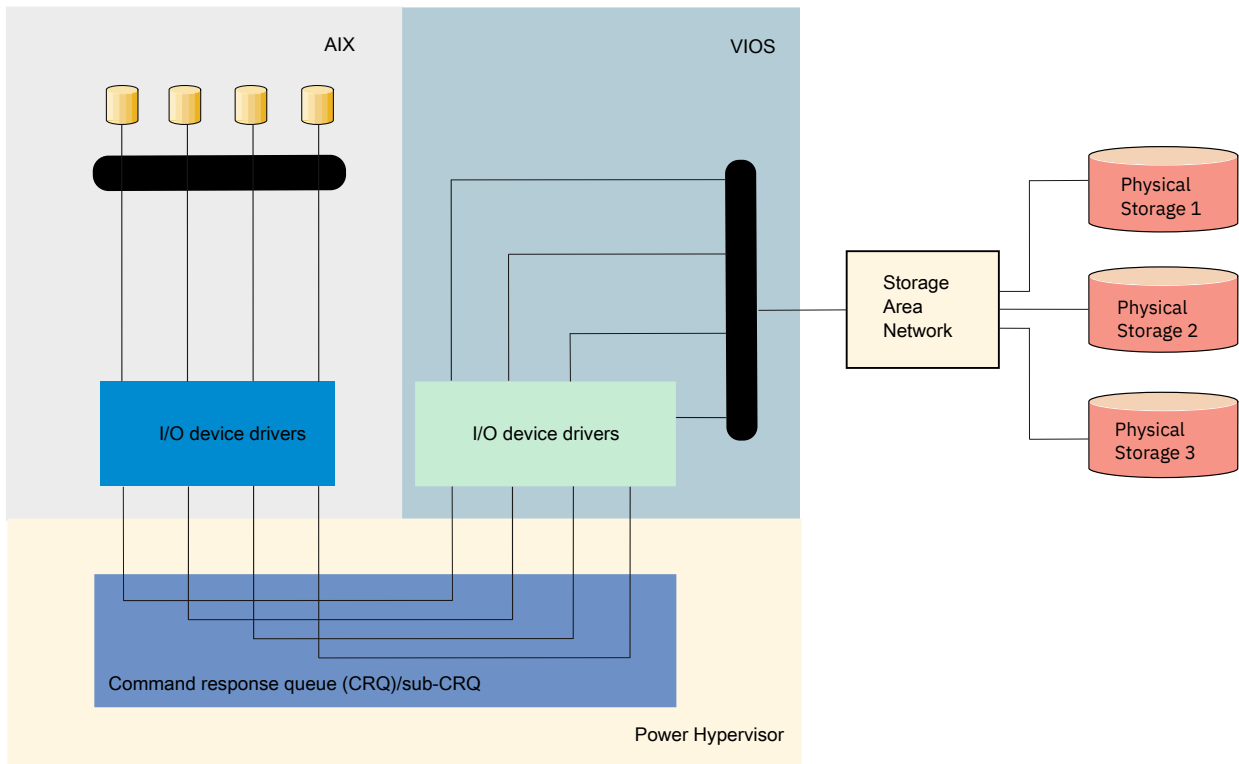 AIX
VIOS
Physical
Storage 1
Storage
Area
Network
Physical
Storage 2
Physical
Storage 3
I/O device drivers
I/O device drivers
Command response queue (CRQ)/sub-CRQ
Power Hypervisor